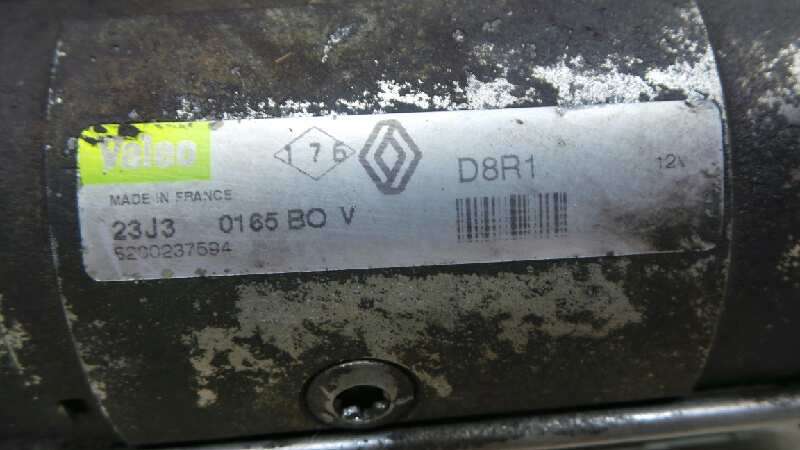 Valeo
176
D8R1
12V
MADE IN FRANCE
23J3 0165 BO V
8200237594